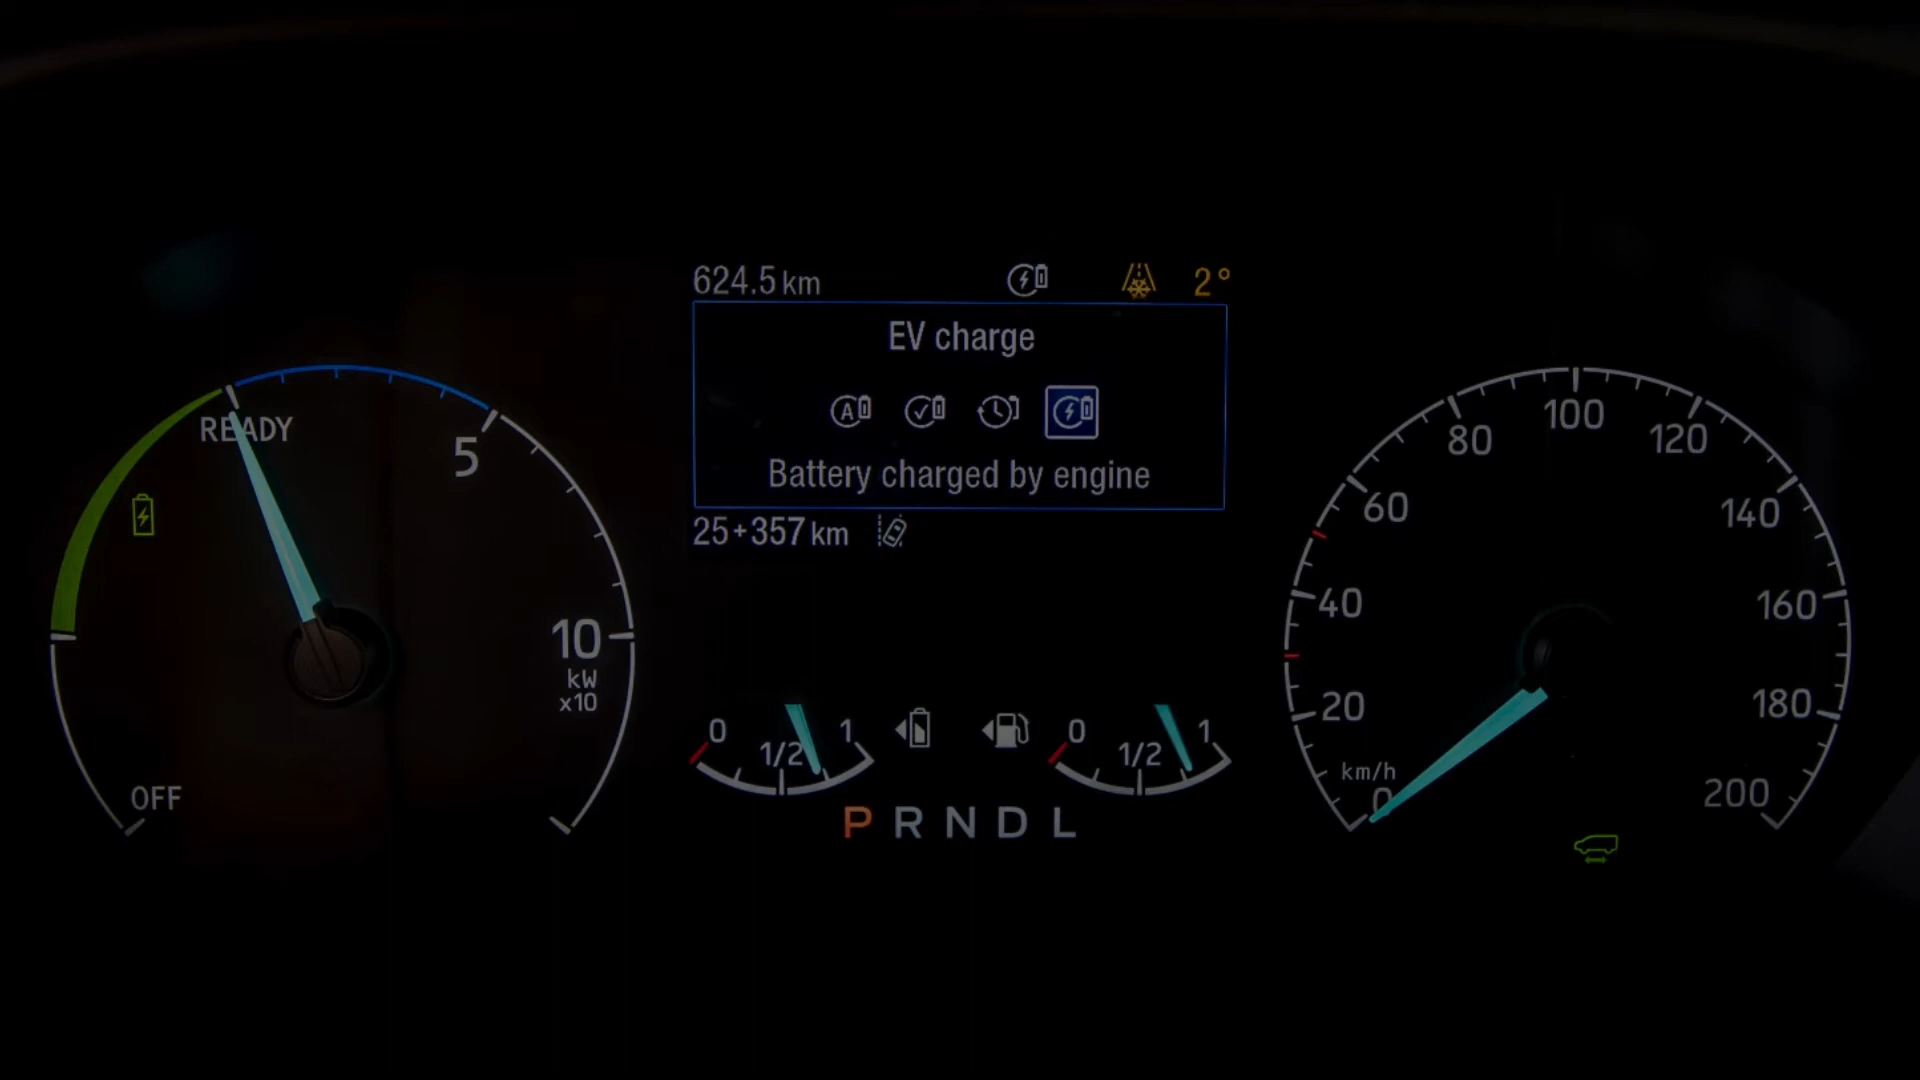 624.5 km 2°
EV charge
A
Battery charged by engine
25+357 km
OFF
READY
5
10
kW
x10
0 1/2 1
0 1/2 1
P R N D L
0
20
40
60
80
100
120
140
160
180
200
km/h